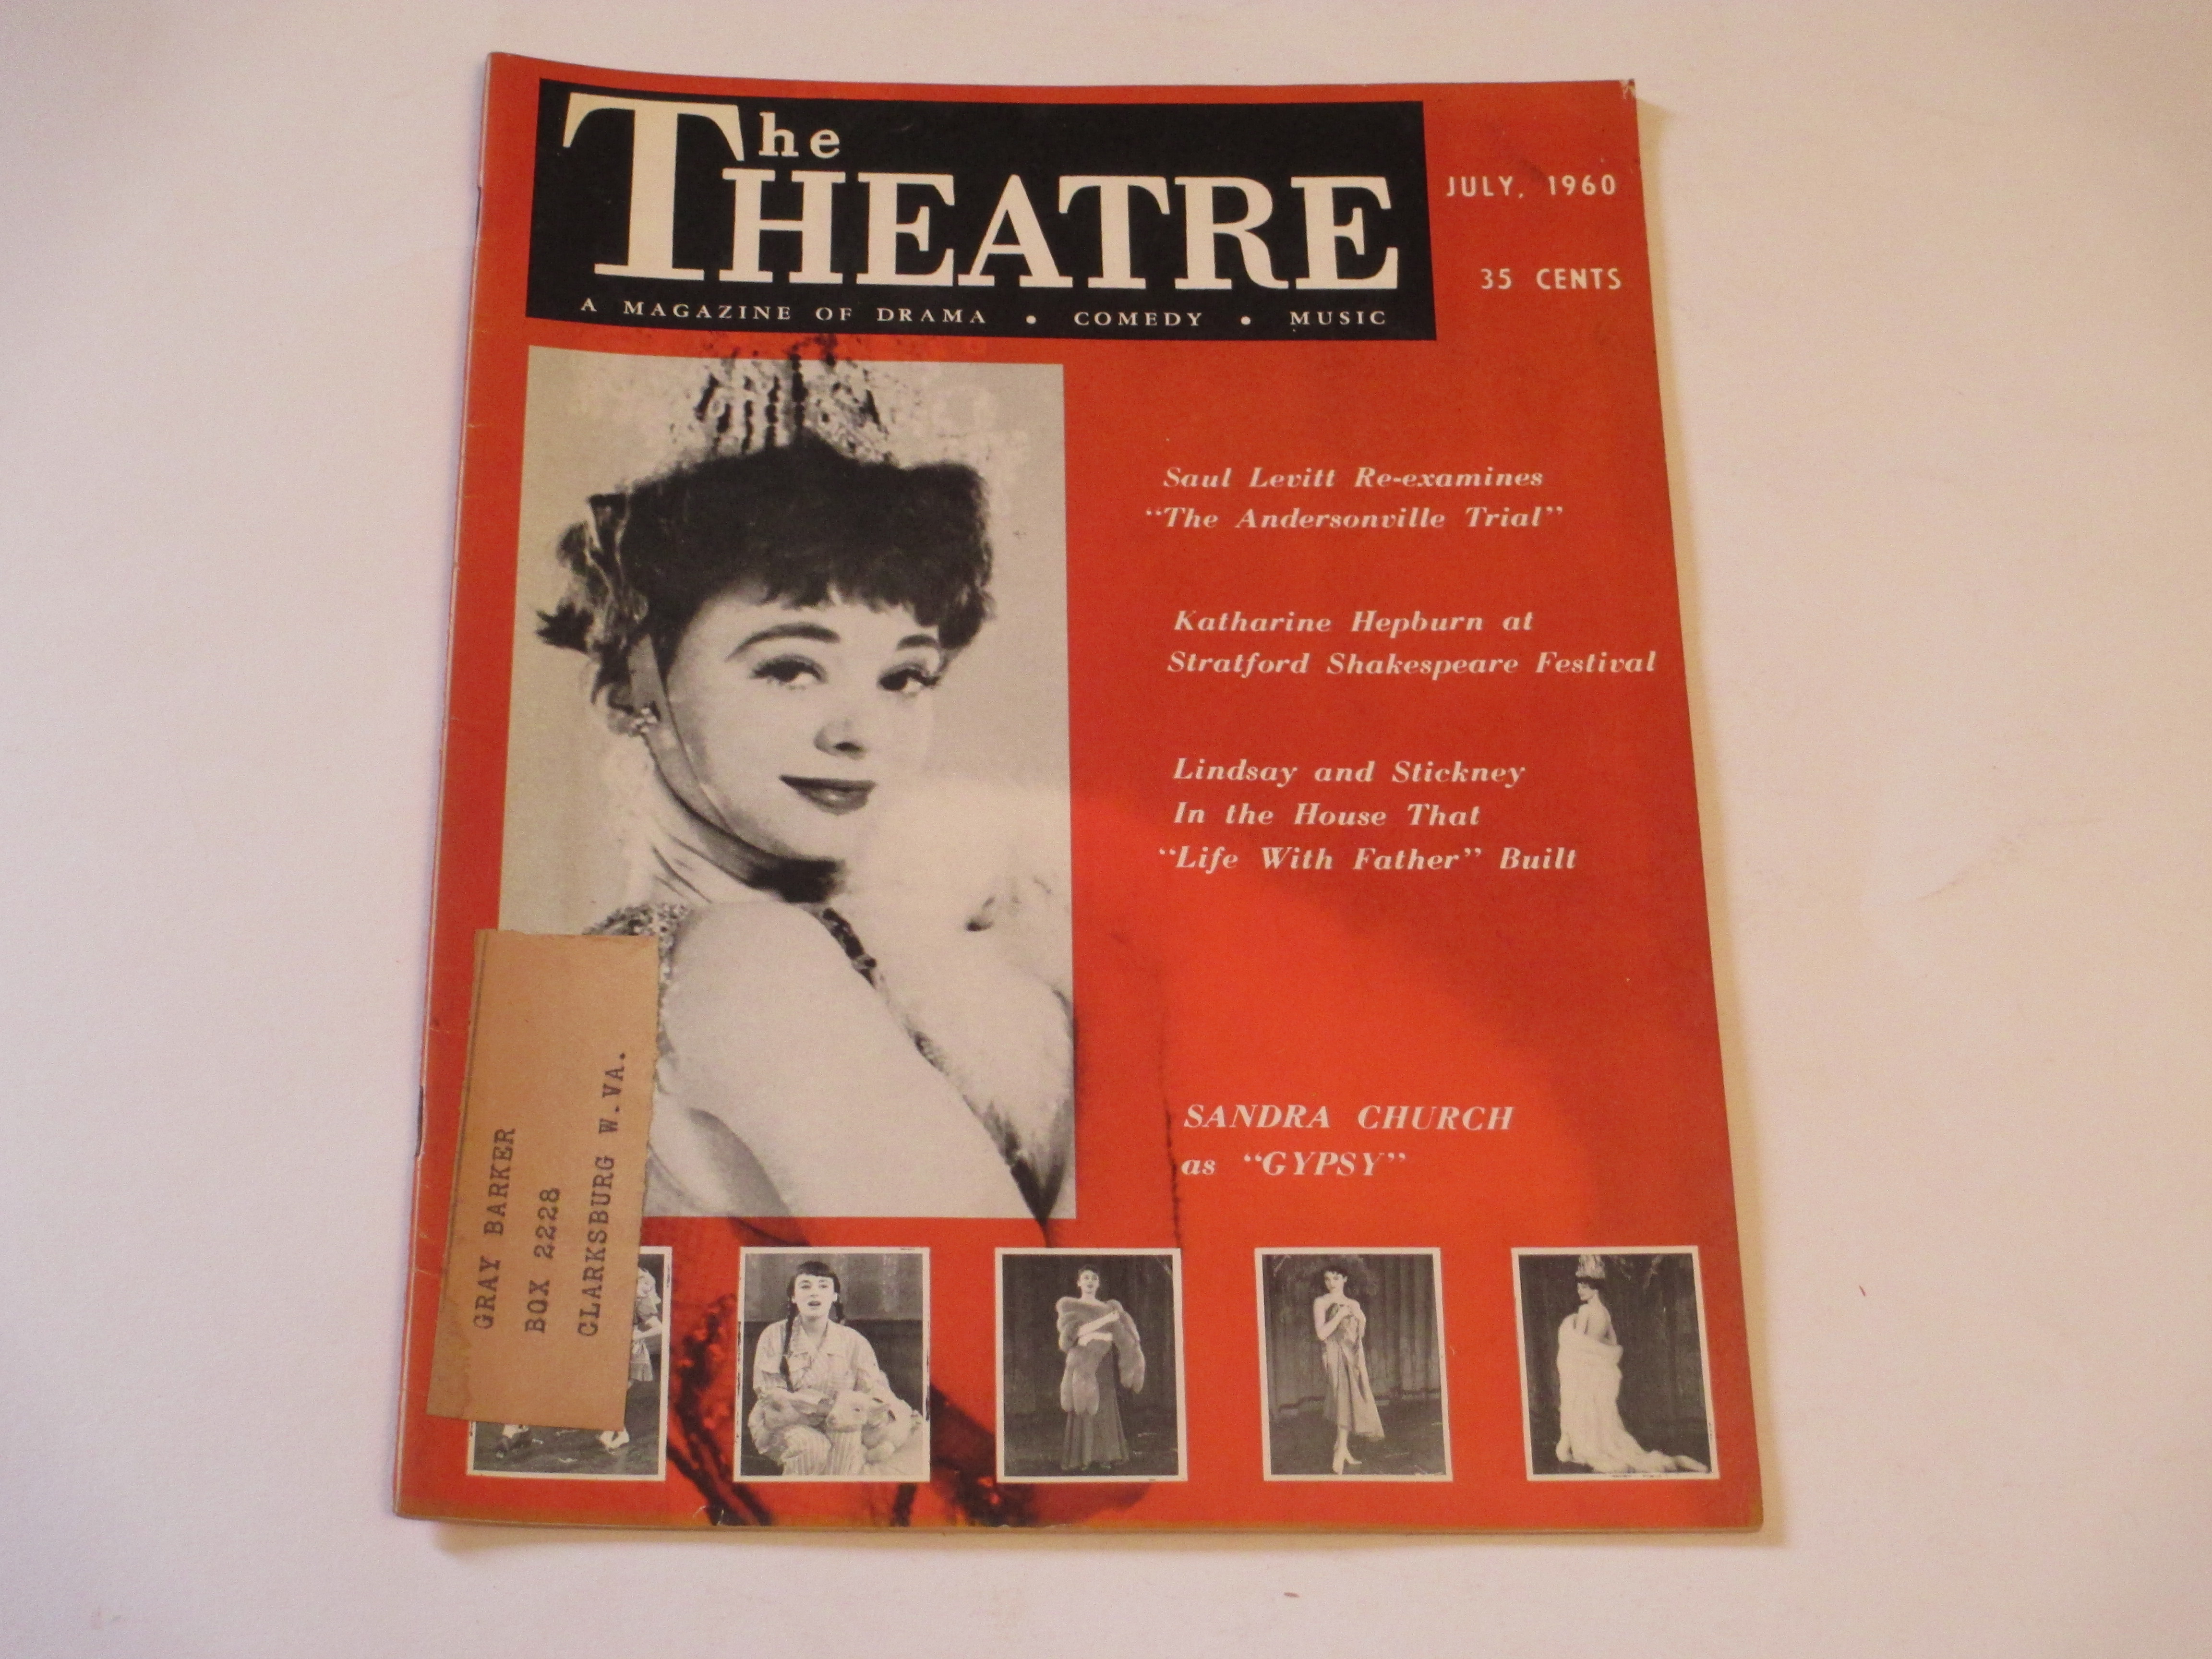 The
THEATRE
A MAGAZINE OF DRAMA • COMEDY • MUSIC
JULY, 1960
35 CENTS
Saul Levitt Re-examines
“The Andersonville Trial”
Katharine Hepburn at
Stratford Shakespeare Festival
Lindsay and Stickney
In the House That
“Life With Father” Built
SANDRA CHURCH
as “GYPSY”
GRAY BARKER
BOX 2228
CLARKSBURG W.VA.